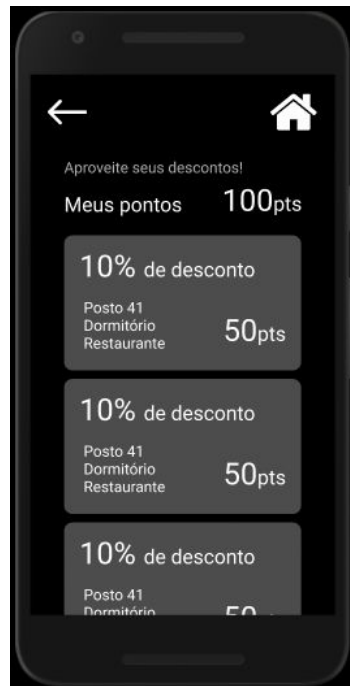 Aproveite seus descontos!
Meus pontos 100pts
10% de desconto
Posto 41
Dormitório
Restaurante
50pts
10% de desconto
Posto 41
Dormitório
Restaurante
50pts
10% de desconto
Posto 41
Dormitório